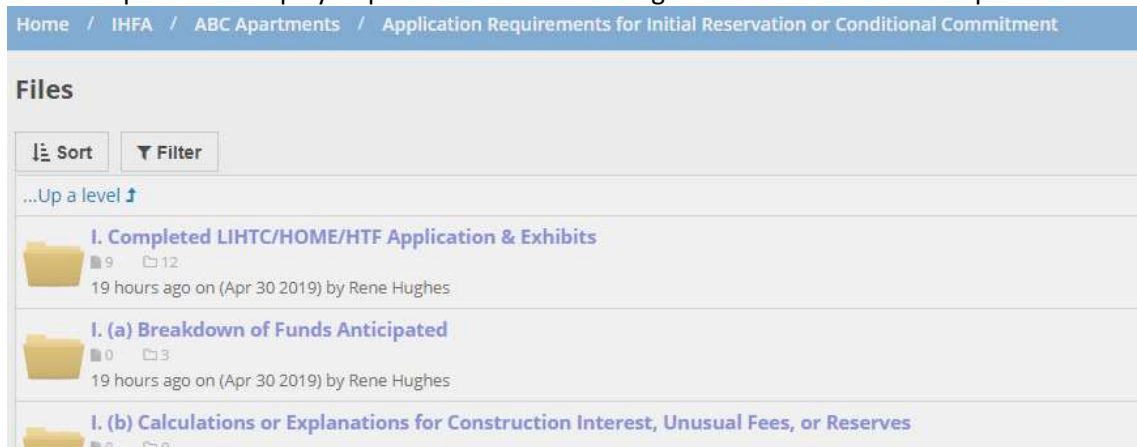 Home / IHFA / ABC Apartments / Application Requirements for Initial Reservation or Conditional Commitment
Files
Sort Filter
...Up a level
I. Completed LIHTC/HOME/HTF Application & Exhibits
9 12
19 hours ago on (Apr 30 2019) by Rene Hughes
I. (a) Breakdown of Funds Anticipated
0 3
19 hours ago on (Apr 30 2019) by Rene Hughes
I. (b) Calculations or Explanations for Construction Interest, Unusual Fees, or Reserves